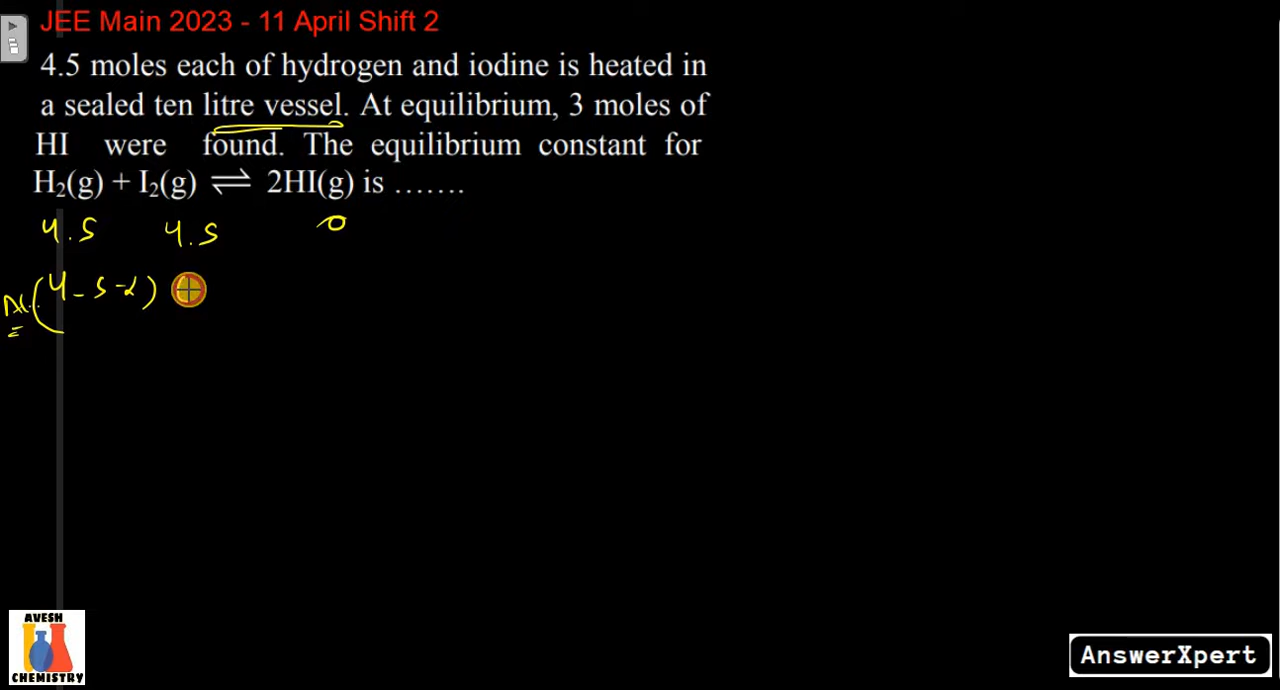 JEE Main 2023 - 11 April Shift 2
4.5 moles each of hydrogen and iodine is heated in
a sealed ten litre vessel. At equilibrium, 3 moles of
HI were found. The equilibrium constant for
H₂(g) + I₂(g) ⇌ 2HI(g) is …….
4.5 4.5 0
(4-5-α) (
AVESH
CHEMISTRY
AnswerXpert